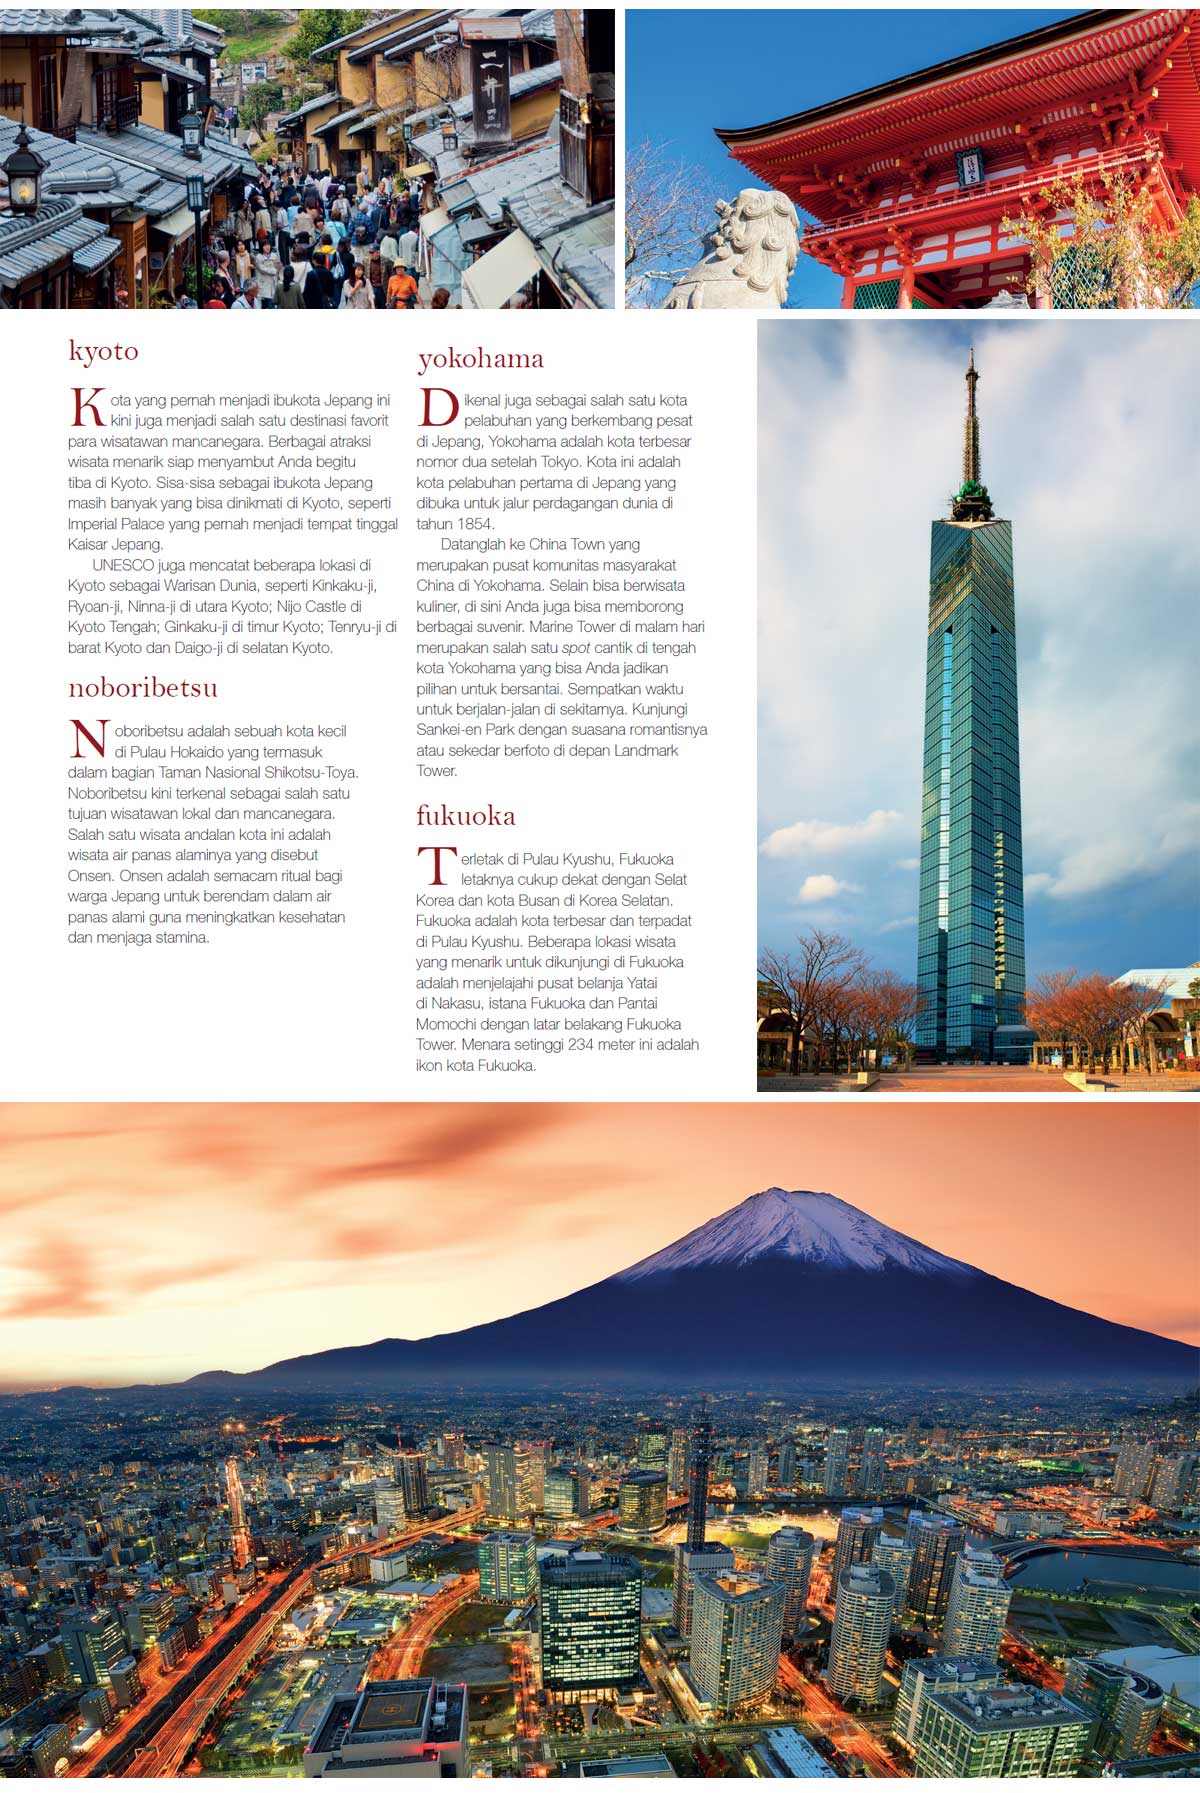 二井三
清水寺
kyoto
Kota yang pernah menjadi ibukota Jepang ini
kini juga menjadi salah satu destinasi favorit
para wisatawan mancanegara. Berbagai atraksi
wisata menarik siap menyambut Anda begitu
tiba di Kyoto. Sisa-sisa sebagai ibukota Jepang
masih banyak yang bisa dinikmati di Kyoto, seperti
Imperial Palace yang pernah menjadi tempat tinggal
Kaisar Jepang.
UNESCO juga mencatat beberapa lokasi di
Kyoto sebagai Warisan Dunia, seperti Kinkaku-ji,
Ryoan-ji, Ninna-ji di utara Kyoto; Nijo Castle di
Kyoto Tengah; Ginkaku-ji di timur Kyoto; Tenryu-ji di
barat Kyoto dan Daigo-ji di selatan Kyoto.
noboribetsu
Noboribetsu adalah sebuah kota kecil
di Pulau Hokaido yang termasuk
dalam bagian Taman Nasional Shikotsu-Toya.
Noboribetsu kini terkenal sebagai salah satu
tujuan wisatawan lokal dan mancanegara.
Salah satu wisata andalan kota ini adalah
wisata air panas alaminya yang disebut
Onsen. Onsen adalah semacam ritual bagi
warga Jepang untuk berendam dalam air
panas alami guna meningkatkan kesehatan
dan menjaga stamina.
yokohama
Dikenal juga sebagai salah satu kota
pelabuhan yang berkembang pesat
di Jepang, Yokohama adalah kota terbesar
nomor dua setelah Tokyo. Kota ini adalah
kota pelabuhan pertama di Jepang yang
dibuka untuk jalur perdagangan dunia di
tahun 1854.
Datanglah ke China Town yang
merupakan pusat komunitas masyarakat
China di Yokohama. Selain bisa berwisata
kuliner, di sini Anda juga bisa memborong
berbagai suvenir. Marine Tower di malam hari
merupakan salah satu spot cantik di tengah
kota Yokohama yang bisa Anda jadikan
pilihan untuk bersantai. Sempatkan waktu
untuk berjalan-jalan di sekitarnya. Kunjungi
Sankei-en Park dengan suasana romantisnya
atau sekedar berfoto di depan Landmark
Tower.
fukuoka
Terletak di Pulau Kyushu, Fukuoka
letaknya cukup dekat dengan Selat
Korea dan kota Busan di Korea Selatan.
Fukuoka adalah kota terbesar dan terpadat
di Pulau Kyushu. Beberapa lokasi wisata
yang menarik untuk dikunjungi di Fukuoka
adalah menjelajahi pusat belanja Yatai
di Nakasu, istana Fukuoka dan Pantai
Momochi dengan latar belakang Fukuoka
Tower. Menara setinggi 234 meter ini adalah
ikon kota Fukuoka.